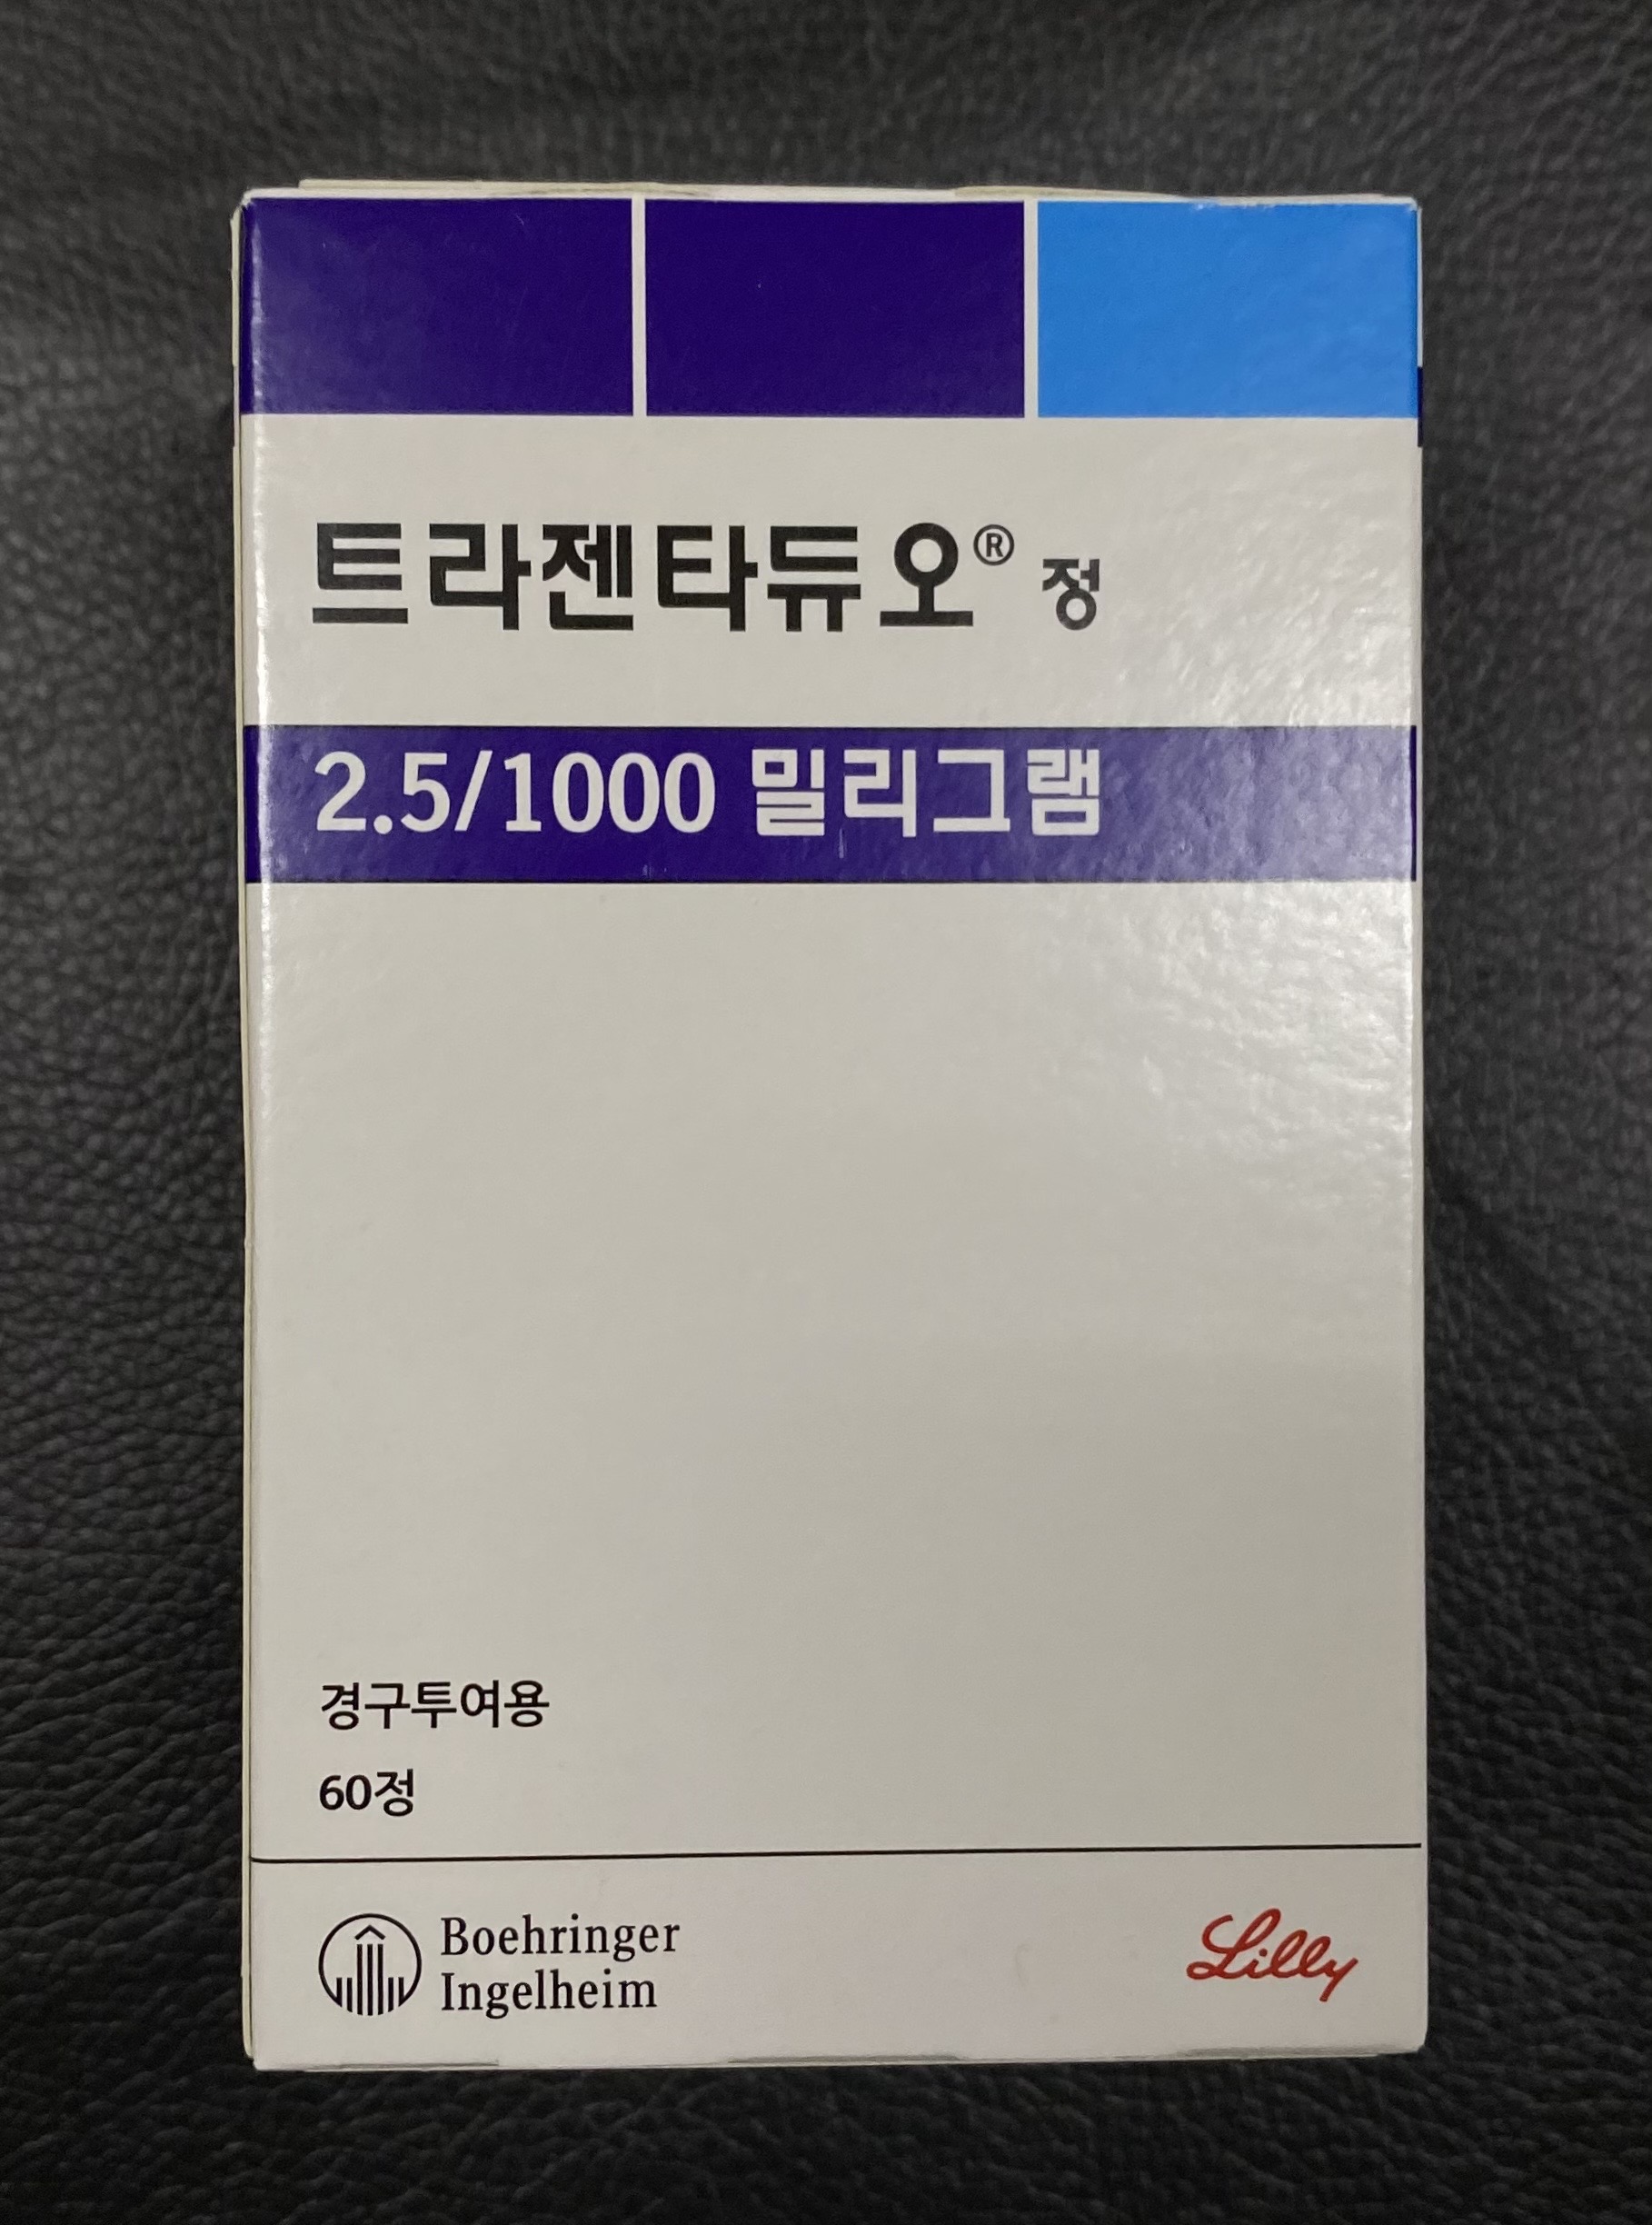 트라젠타듀오® 정
2.5/1000 밀리그램
경구투여용
60정
Boehringer
Ingelheim
Lilly